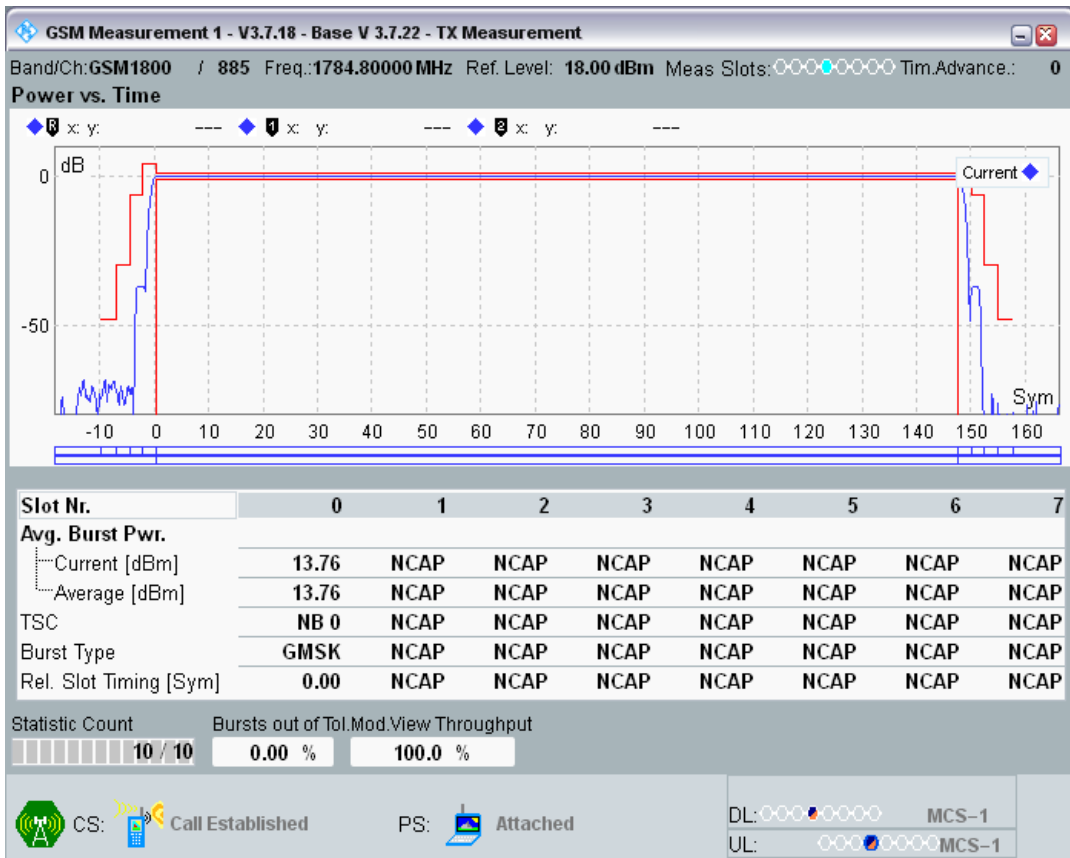 GSM Measurement 1 - V3.7.18 - Base V 3.7.22 - TX Measurement
Band/Ch:GSM1800 / 885 Freq.:1784.80000 MHz Ref. Level: 18.00 dBm Meas Slots: Tim.Advance.: 0
Power vs. Time
R x: y: --- 1 x: y: --- 2 x: y: ---
dB
Current
0
-50
Sym
-10 0 10 20 30 40 50 60 70 80 90 100 110 120 130 140 150 160
Slot Nr. 0 1 2 3 4 5 6 7
Avg. Burst Pwr.
Current [dBm] 13.76 NCAP NCAP NCAP NCAP NCAP NCAP NCAP
Average [dBm] 13.76 NCAP NCAP NCAP NCAP NCAP NCAP NCAP
TSC NB 0 NCAP NCAP NCAP NCAP NCAP NCAP NCAP
Burst Type GMSK NCAP NCAP NCAP NCAP NCAP NCAP NCAP
Rel. Slot Timing [Sym] 0.00 NCAP NCAP NCAP NCAP NCAP NCAP NCAP
Statistic Count Bursts out of Tol.Mod.View Throughput
10 / 10 0.00 % 100.0 %
CS: Call Established PS: Attached
DL: MCS-1
UL: MCS-1